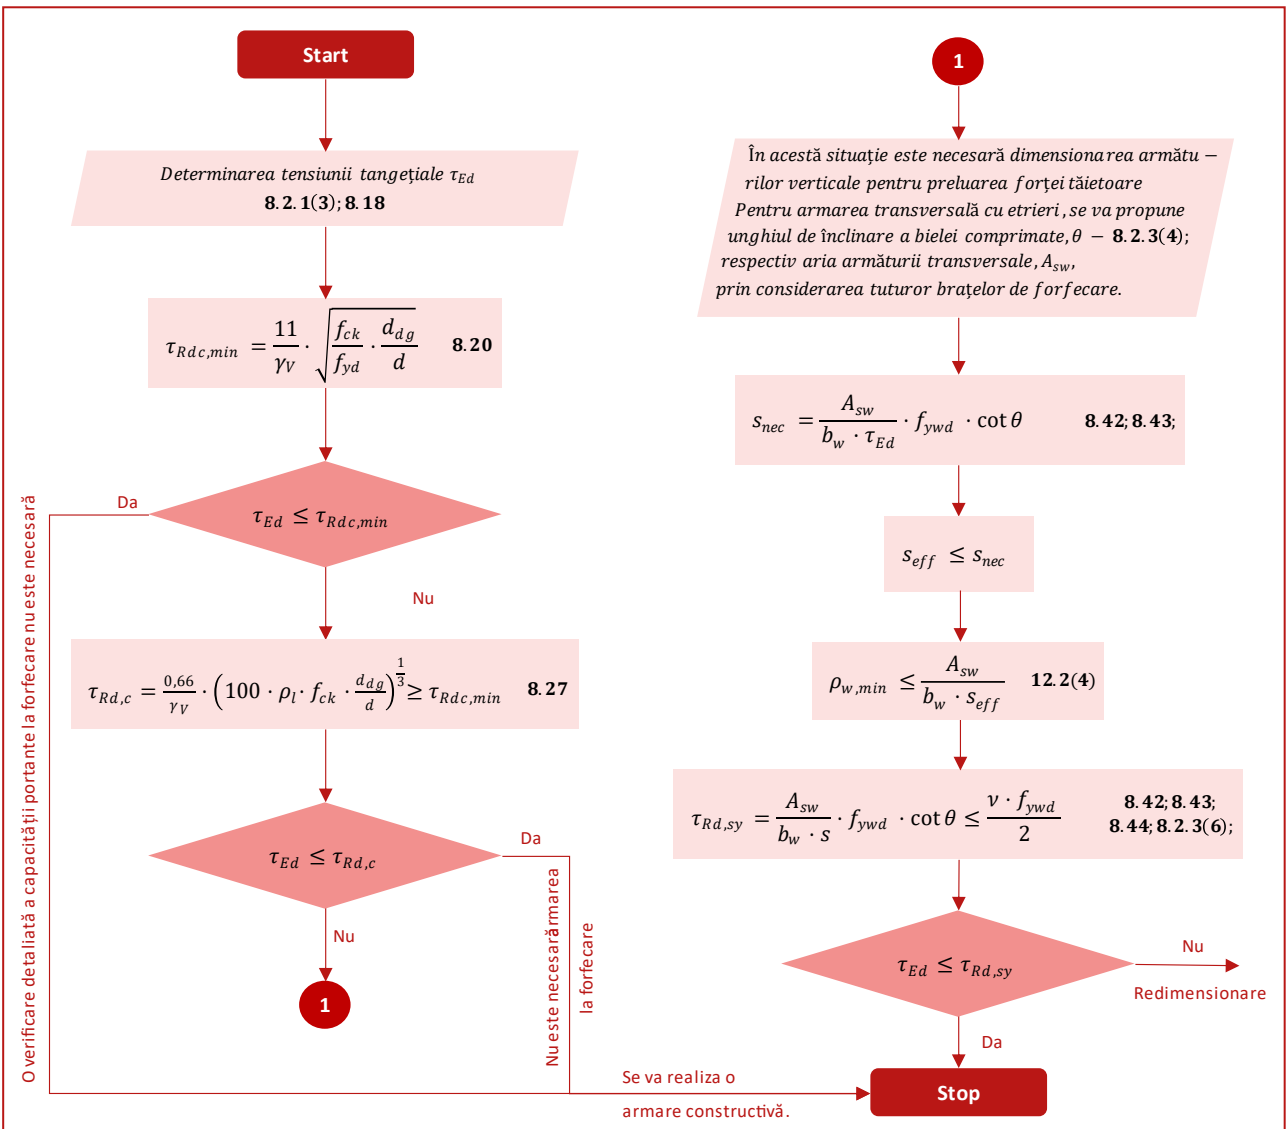 Start
Determinarea tensiunii tangețiale τ_Ed
8.2.1(3); 8.18
τ_Rdc,min = 11/γ_V · √(f_ck/f_yd · d_dg/d) 8.20
τ_Ed ≤ τ_Rdc,min
Da
Nu
O verificare detaliată a capacității portante la forfecare nu este necesară
τ_Rd,c = 0,66/γ_V · (100 · ρ_l · f_ck · d_dg/d)^(1/3) ≥ τ_Rdc,min 8.27
τ_Ed ≤ τ_Rd,c
Da
Nu este necesară armarea
la forfecare
Nu
1
1
În acestă situație este necesară dimensionarea armătu −
rilor verticale pentru preluarea forței tăietoare
Pentru armarea transversală cu etrieri, se va propune
unghiul de înclinare a bielei comprimate, θ − 8.2.3(4);
respectiv aria armăturii transversale, A_sw,
prin considerarea tuturor brațelor de forfecare.
s_nec = A_sw/(b_w · τ_Ed) · f_ywd · cot θ 8.42; 8.43;
s_eff ≤ s_nec
ρ_w,min ≤ A_sw/(b_w · s_eff) 12.2(4)
τ_Rd,sy = A_sw/(b_w · s) · f_ywd · cot θ ≤ (ν · f_ywd)/2 8.42; 8.43;
8.44; 8.2.3(6);
τ_Ed ≤ τ_Rd,sy
Nu
Redimensionare
Da
Se va realiza o
armare constructivă.
Stop